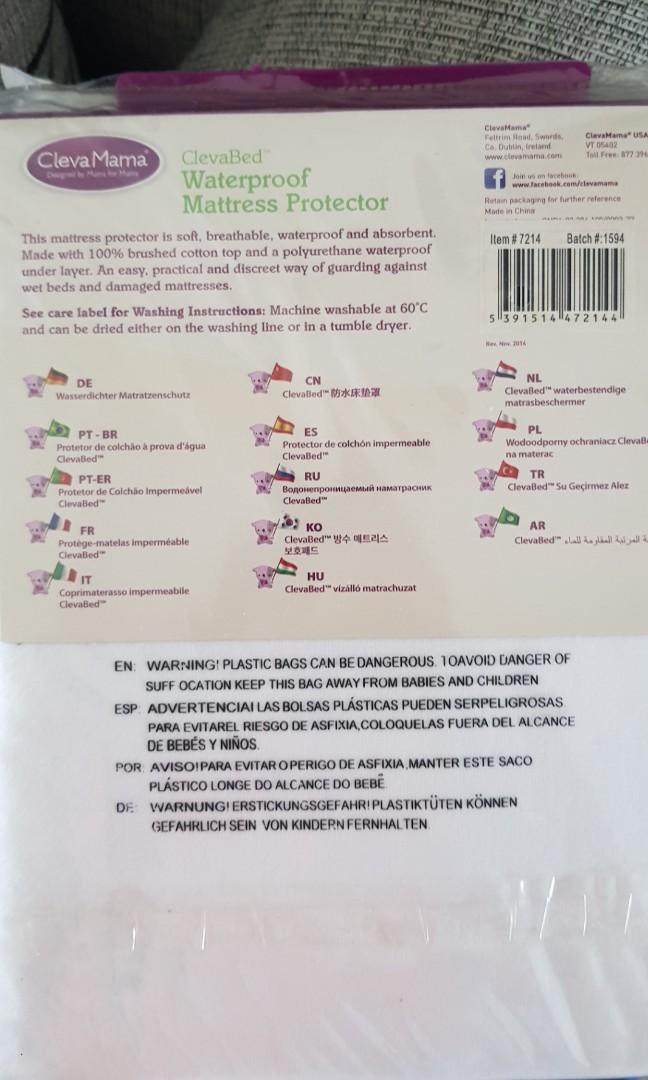 ClevaMama®
Designed by Mums for Mums
ClevaBed™
Waterproof
Mattress Protector
This mattress protector is soft, breathable, waterproof and absorbent.
Made with 100% brushed cotton top and a polyurethane waterproof
under layer. An easy, practical and discreet way of guarding against
wet beds and damaged mattresses.
See care label for Washing Instructions: Machine washable at 60°C
and can be dried either on the washing line or in a tumble dryer.
ClevaMama®
Feltrim Road, Swords,
Co. Dublin, Ireland
www.clevamama.com
ClevaMama® USA
VT 05402
Toll Free: 877 396
Join us on facebook:
www.facebook.com/clevamama
Retain packaging for further reference
Made in China
Item # 7214 Batch #:1594
5 391514 472144
Rev. Nov. 2014
DE
Wasserdichter Matratzenschutz
PT - BR
Protetor de colchão à prova d'água
ClevaBed™
PT-ER
Protetor de Colchão Impermeável
ClevaBed™
FR
Protège-matelas imperméable
ClevaBed™
IT
Coprimaterasso impermeabile
ClevaBed™
CN
ClevaBed™ 防水床垫罩
ES
Protector de colchón impermeable
ClevaBed™
RU
Водонепроницаемый наматрасник
ClevaBed™
KO
ClevaBed™ 방수 매트리스
보호패드
HU
ClevaBed™ vízálló matrachuzat
NL
ClevaBed™ waterbestendige
matrasbeschermer
PL
Wodoodporny ochraniacz ClevaB
na materac
TR
ClevaBed™ Su Geçirmez Alez
AR
ClevaBed™ المرتبة المقاومة للماء
EN: WARNING! PLASTIC BAGS CAN BE DANGEROUS. TOAVOID DANGER OF
SUFF OCATION KEEP THIS BAG AWAY FROM BABIES AND CHILDREN
ESP: ADVERTENCIAI LAS BOLSAS PLÁSTICAS PUEDEN SERPELIGROSAS.
PARA EVITAREL RIESGO DE ASFIXIA,COLOQUELAS FUERA DEL ALCANCE
DE BEBÉS Y NIÑOS.
POR: AVISO!PARA EVITAR OPERIGO DE ASFIXIA,MANTER ESTE SACO
PLÁSTICO LONGE DO ALCANCE DO BEBÊ
DE: WARNUNG! ERSTICKUNGSGEFAHR! PLASTIKTÜTEN KÖNNEN
GEFAHRLICH SEIN VON KINDERN FERNHALTEN.